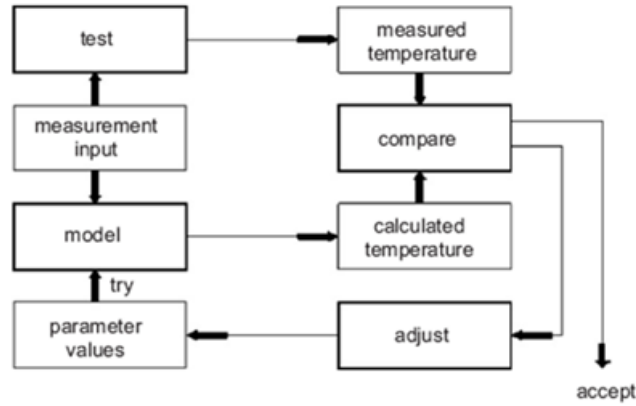 test
measured
temperature
measurement
input
compare
model
calculated
temperature
try
parameter
values
adjust
accept